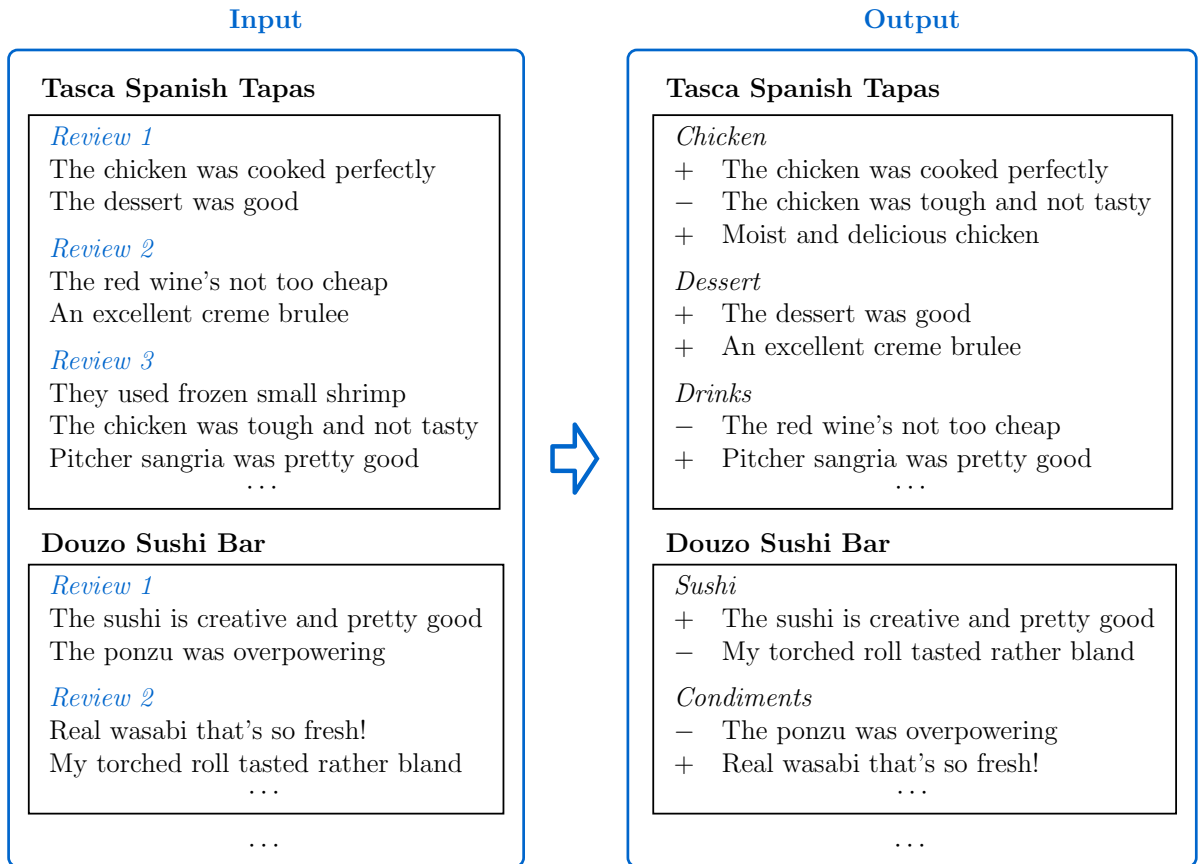 Input
Tasca Spanish Tapas
Review 1
The chicken was cooked perfectly
The dessert was good
Review 2
The red wine's not too cheap
An excellent creme brulee
Review 3
They used frozen small shrimp
The chicken was tough and not tasty
Pitcher sangria was pretty good
...
Douzo Sushi Bar
Review 1
The sushi is creative and pretty good
The ponzu was overpowering
Review 2
Real wasabi that's so fresh!
My torched roll tasted rather bland
...
...
Output
Tasca Spanish Tapas
Chicken
+ The chicken was cooked perfectly
− The chicken was tough and not tasty
+ Moist and delicious chicken
Dessert
+ The dessert was good
+ An excellent creme brulee
Drinks
− The red wine's not too cheap
+ Pitcher sangria was pretty good
...
Douzo Sushi Bar
Sushi
+ The sushi is creative and pretty good
− My torched roll tasted rather bland
Condiments
− The ponzu was overpowering
+ Real wasabi that's so fresh!
...
...